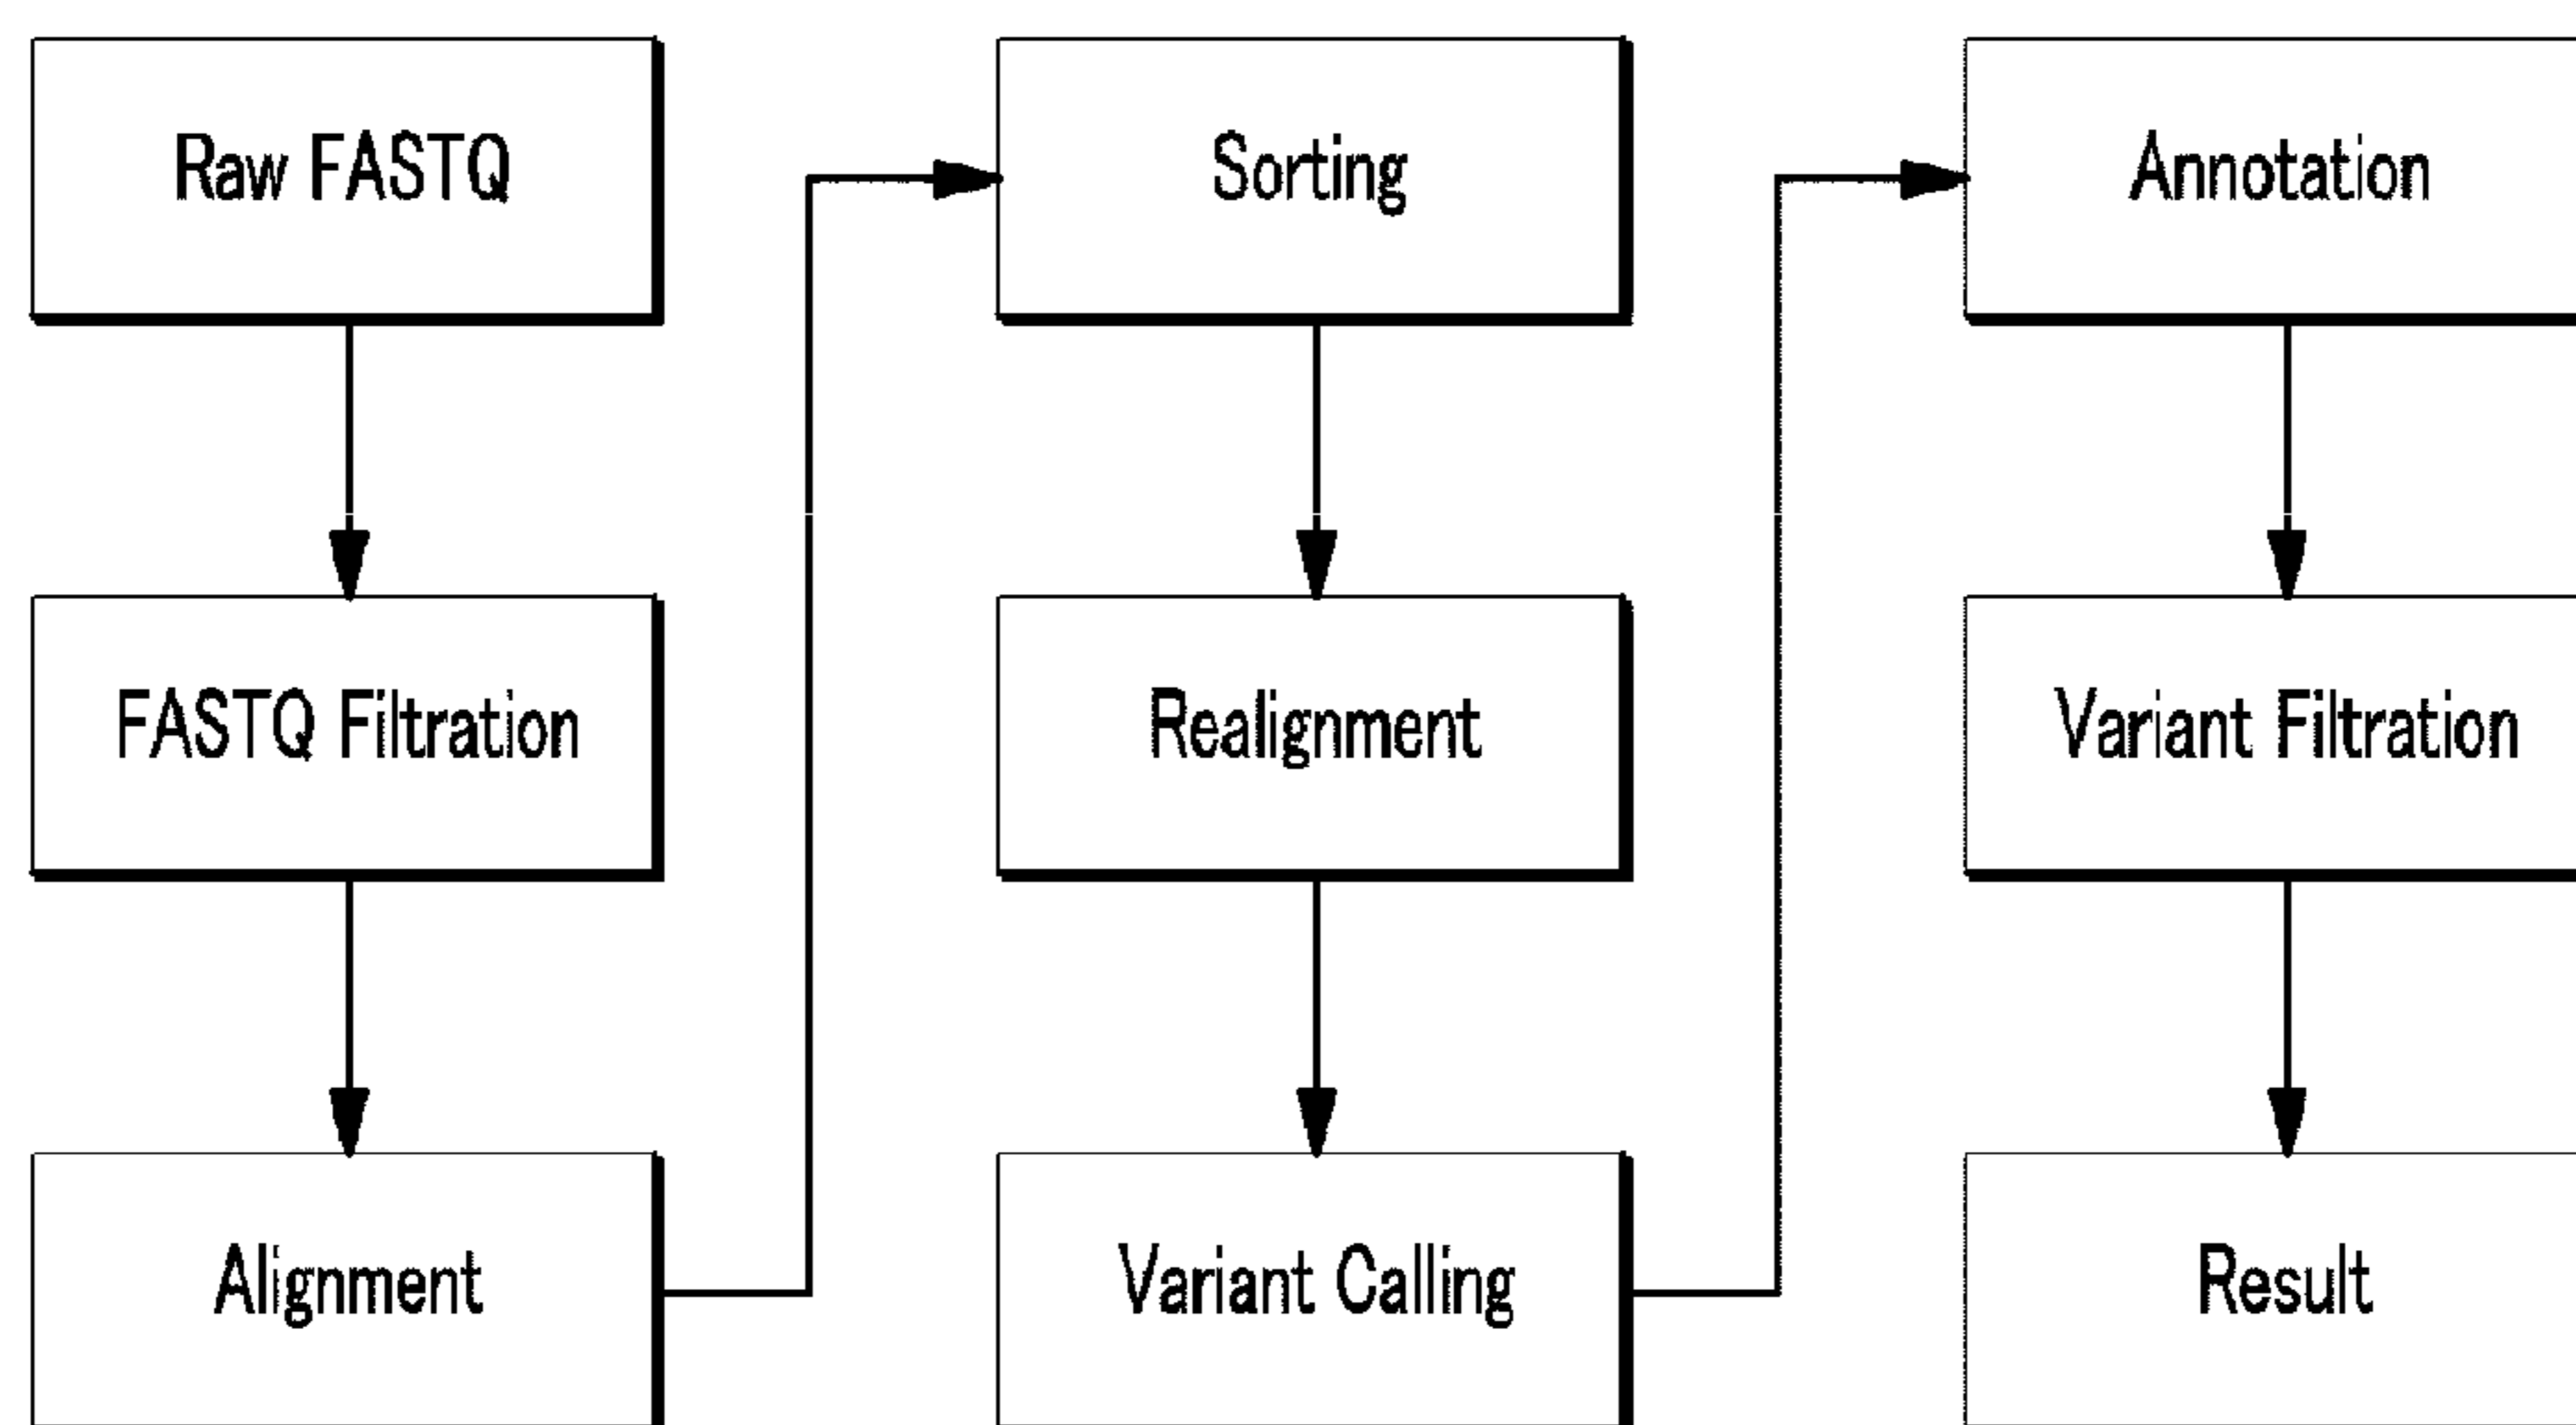 Raw FASTQ
FASTQ Filtration
Alignment
Sorting
Realignment
Variant Calling
Annotation
Variant Filtration
Result